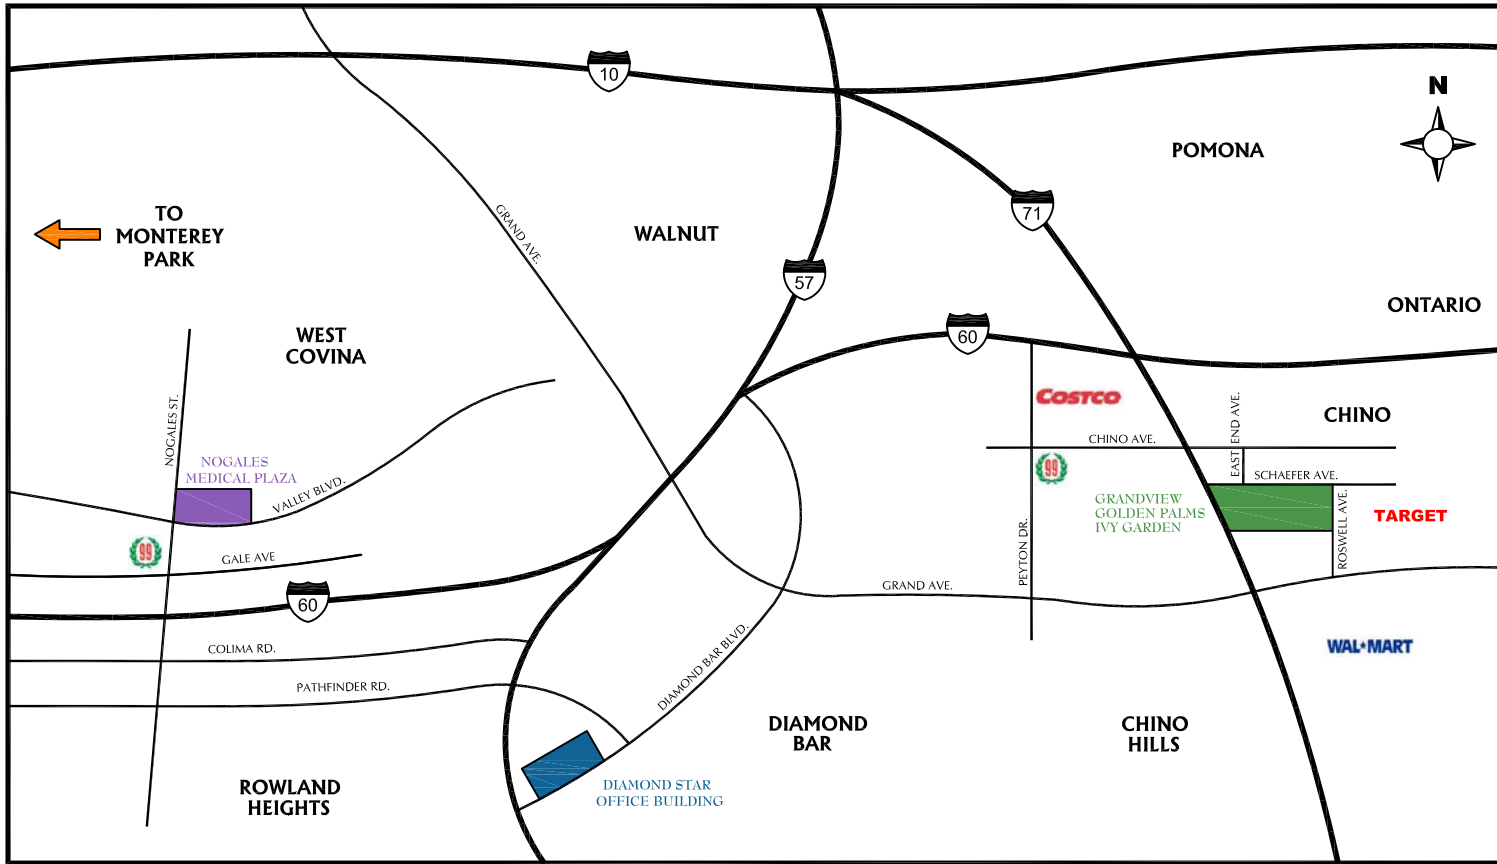 10
N
POMONA
TO
MONTEREY
PARK
GRAND AVE.
WALNUT
71
57
ONTARIO
60
WEST
COVINA
NOGALES ST.
COSTCO
EAST END AVE.
CHINO
CHINO AVE.
99
SCHAEFER AVE.
NOGALES
MEDICAL PLAZA
VALLEY BLVD.
GRANDVIEW
GOLDEN PALMS
IVY GARDEN
ROSWELL AVE.
TARGET
99
GALE AVE
PEYTON DR.
GRAND AVE.
60
COLIMA RD.
WAL★MART
DIAMOND BAR BLVD.
PATHFINDER RD.
DIAMOND
BAR
CHINO
HILLS
ROWLAND
HEIGHTS
DIAMOND STAR
OFFICE BUILDING